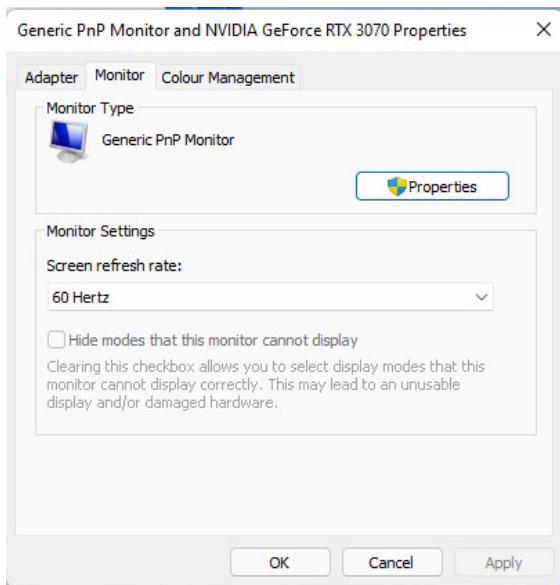 Generic PnP Monitor and NVIDIA GeForce RTX 3070 Properties
Adapter Monitor Colour Management
Monitor Type
Generic PnP Monitor
Properties
Monitor Settings
Screen refresh rate:
60 Hertz
Hide modes that this monitor cannot display
Clearing this checkbox allows you to select display modes that this
monitor cannot display correctly. This may lead to an unusable
display and/or damaged hardware.
OK Cancel Apply